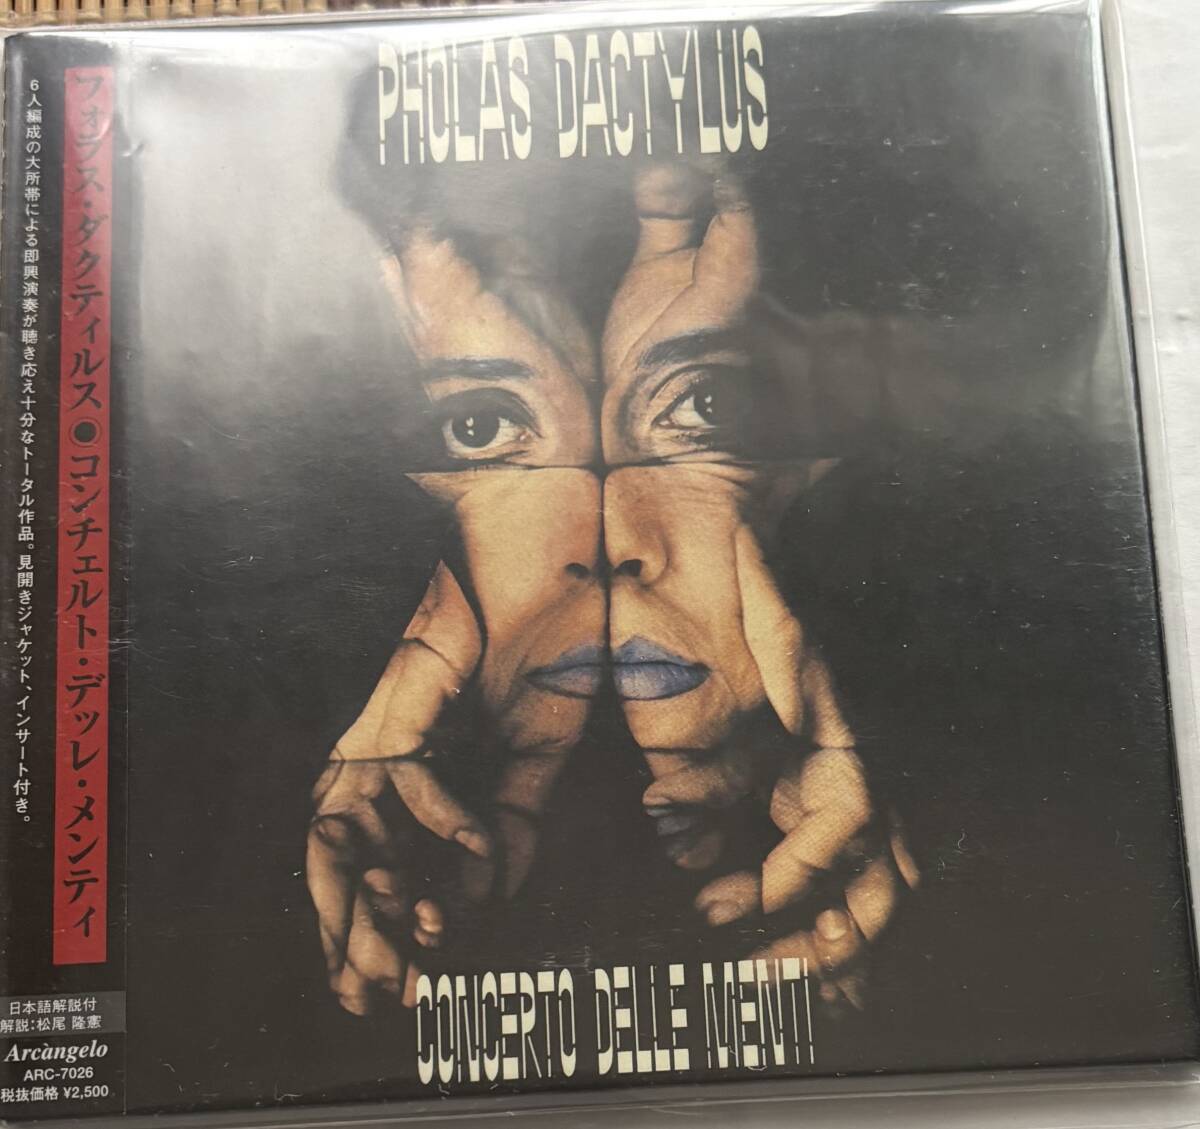 PHOLAS DACTYLUS
CONCERTO DELLE MENTI
フォラス・ダクティルス◉コンチェルト・デッレ・メンティ
6人編成の大所帯による即興演奏が聴き応え十分なトータル作品。見開きジャケット、インサート付き。
日本語解説付
解説:松尾 隆憲
Arcàngelo
ARC-7026
税抜価格 ¥2,500